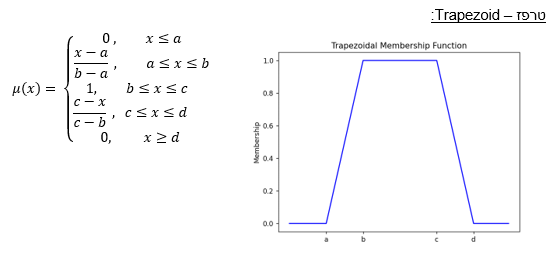 טרפז – Trapezoid:
μ(x) = { 0, x ≤ a
(x − a)/(b − a), a ≤ x ≤ b
1, b ≤ x ≤ c
(c − x)/(c − b), c ≤ x ≤ d
0, x ≥ d
Trapezoidal Membership Function
Membership
1.0
0.8
0.6
0.4
0.2
0.0
a b c d